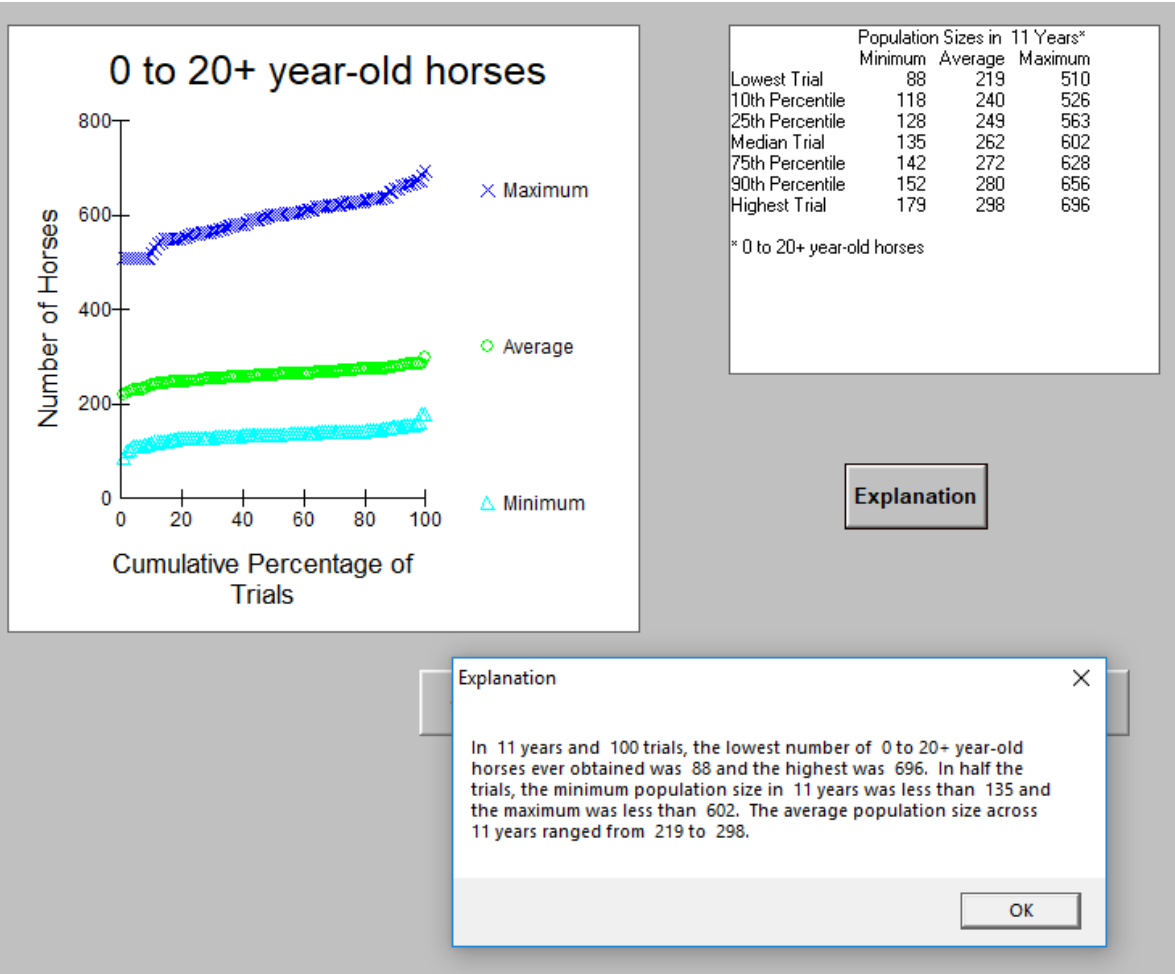 0 to 20+ year-old horses
800
600
400
200
0
0 20 40 60 80 100
Number of Horses
Cumulative Percentage of
Trials
Maximum
Average
Minimum
Population Sizes in 11 Years*
Minimum Average Maximum
Lowest Trial 88 219 510
10th Percentile 118 240 526
25th Percentile 128 249 563
Median Trial 135 262 602
75th Percentile 142 272 628
90th Percentile 152 280 656
Highest Trial 179 298 696
* 0 to 20+ year-old horses
Explanation
Explanation
In 11 years and 100 trials, the lowest number of 0 to 20+ year-old
horses ever obtained was 88 and the highest was 696. In half the
trials, the minimum population size in 11 years was less than 135 and
the maximum was less than 602. The average population size across
11 years ranged from 219 to 298.
OK